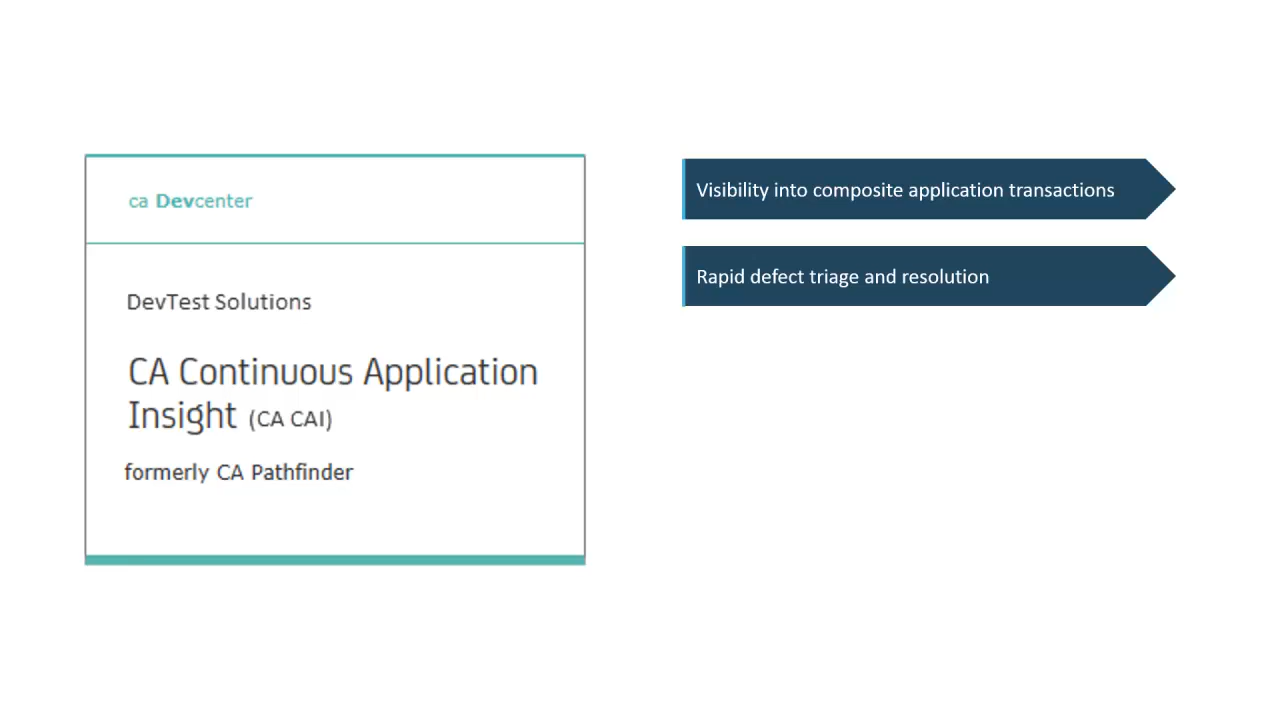 ca Devcenter
DevTest Solutions
CA Continuous Application
Insight (CA CAI)
formerly CA Pathfinder
Visibility into composite application transactions
Rapid defect triage and resolution